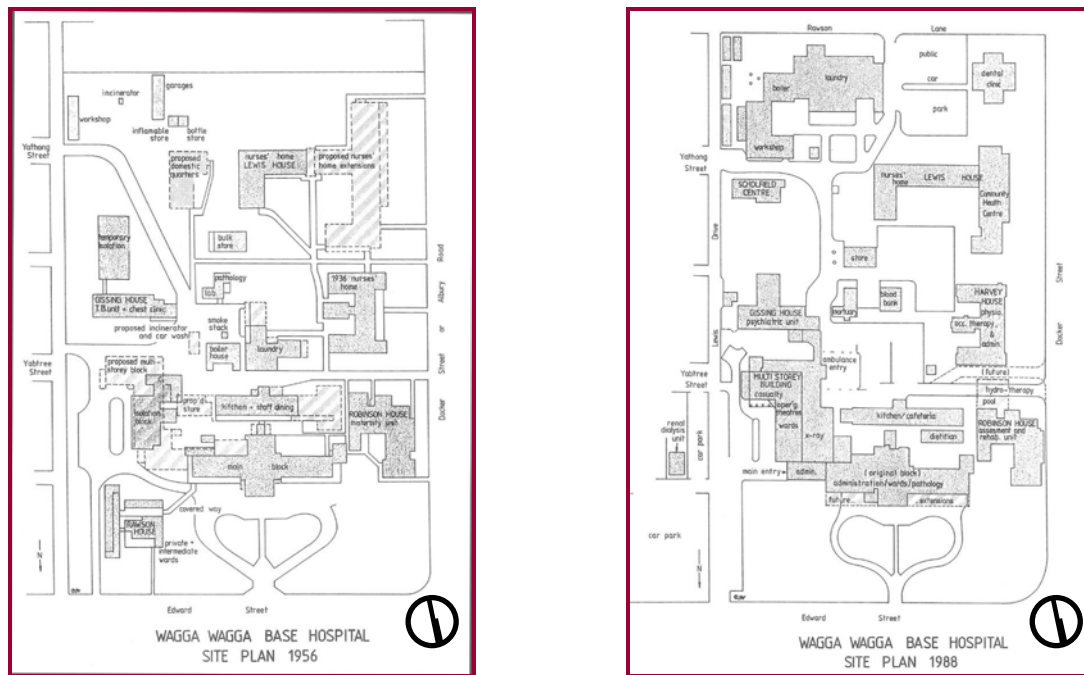 garages
incinerator
workshop
inflamable
store
bottle
store
Yathong
Street
proposed
domestic
quarters
nurses'
home
LEWIS HOUSE
proposed nurses'
home extensions
temporary
isolation
bulk
store
pathology
lab.
1936 nurses'
home
GISSING HOUSE
T.B. unit + chest clinic
proposed incinerator
and car wash
smoke
stack
boiler
house
laundry
Yabtree
Street
proposed multi
storey block
isolation
block
prop'd
store
kitchen + staff dining
ROBINSON HOUSE
maternity unit
main block
covered way
RAWSON
HOUSE
private +
intermediate
wards
N
Docker Street or Albury Road
Edward Street
WAGGA WAGGA BASE HOSPITAL
SITE PLAN 1956
Rawson Lane
public
car
park
dental
clinic
laundry
boiler
workshop
Yathong
Street
SCHOLFIELD
CENTRE
nurses'
home
LEWIS HOUSE
Community
Health
Centre
store
Lewis Drive
GISSING HOUSE
psychiatric unit
mortuary
blood
bank
HARVEY
HOUSE
physio.
occ. therapy,
&
admin.
ambulance
entry
(future)
hydro-therapy
pool
Yabtree
Street
MULTI STOREY
BUILDING
casualty
oper'g
theatres
wards
x-ray
kitchen/cafeteria
dietitian
ROBINSON HOUSE
assesment and
rehab. unit
renal
dialysis
unit
car park
main entry
admin.
(original block)
administration/wards/pathology
future extensions
car park
N
Docker Street
Edward Street
WAGGA WAGGA BASE HOSPITAL
SITE PLAN 1988